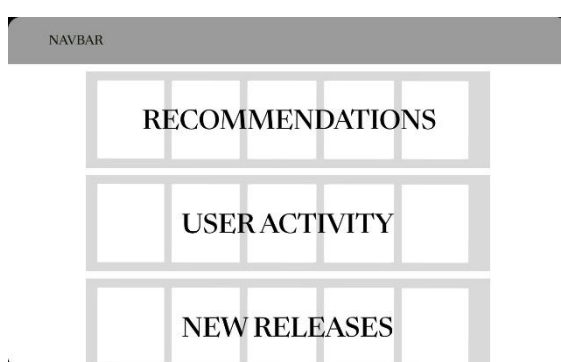 NAVBAR
RECOMMENDATIONS
USER ACTIVITY
NEW RELEASES